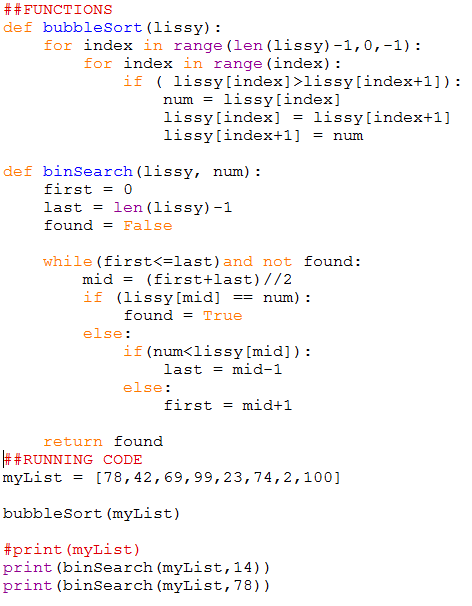 ##FUNCTIONS
def bubbleSort(lissy):
    for index in range(len(lissy)-1,0,-1):
        for index in range(index):
            if ( lissy[index]>lissy[index+1]):
                num = lissy[index]
                lissy[index] = lissy[index+1]
                lissy[index+1] = num

def binSearch(lissy, num):
    first = 0
    last = len(lissy)-1
    found = False

    while(first<=last)and not found:
        mid = (first+last)//2
        if (lissy[mid] == num):
            found = True
        else:
            if(num<lissy[mid]):
                last = mid-1
            else:
                first = mid+1

    return found
##RUNNING CODE
myList = [78,42,69,99,23,74,2,100]

bubbleSort(myList)

#print(myList)
print(binSearch(myList,14))
print(binSearch(myList,78))